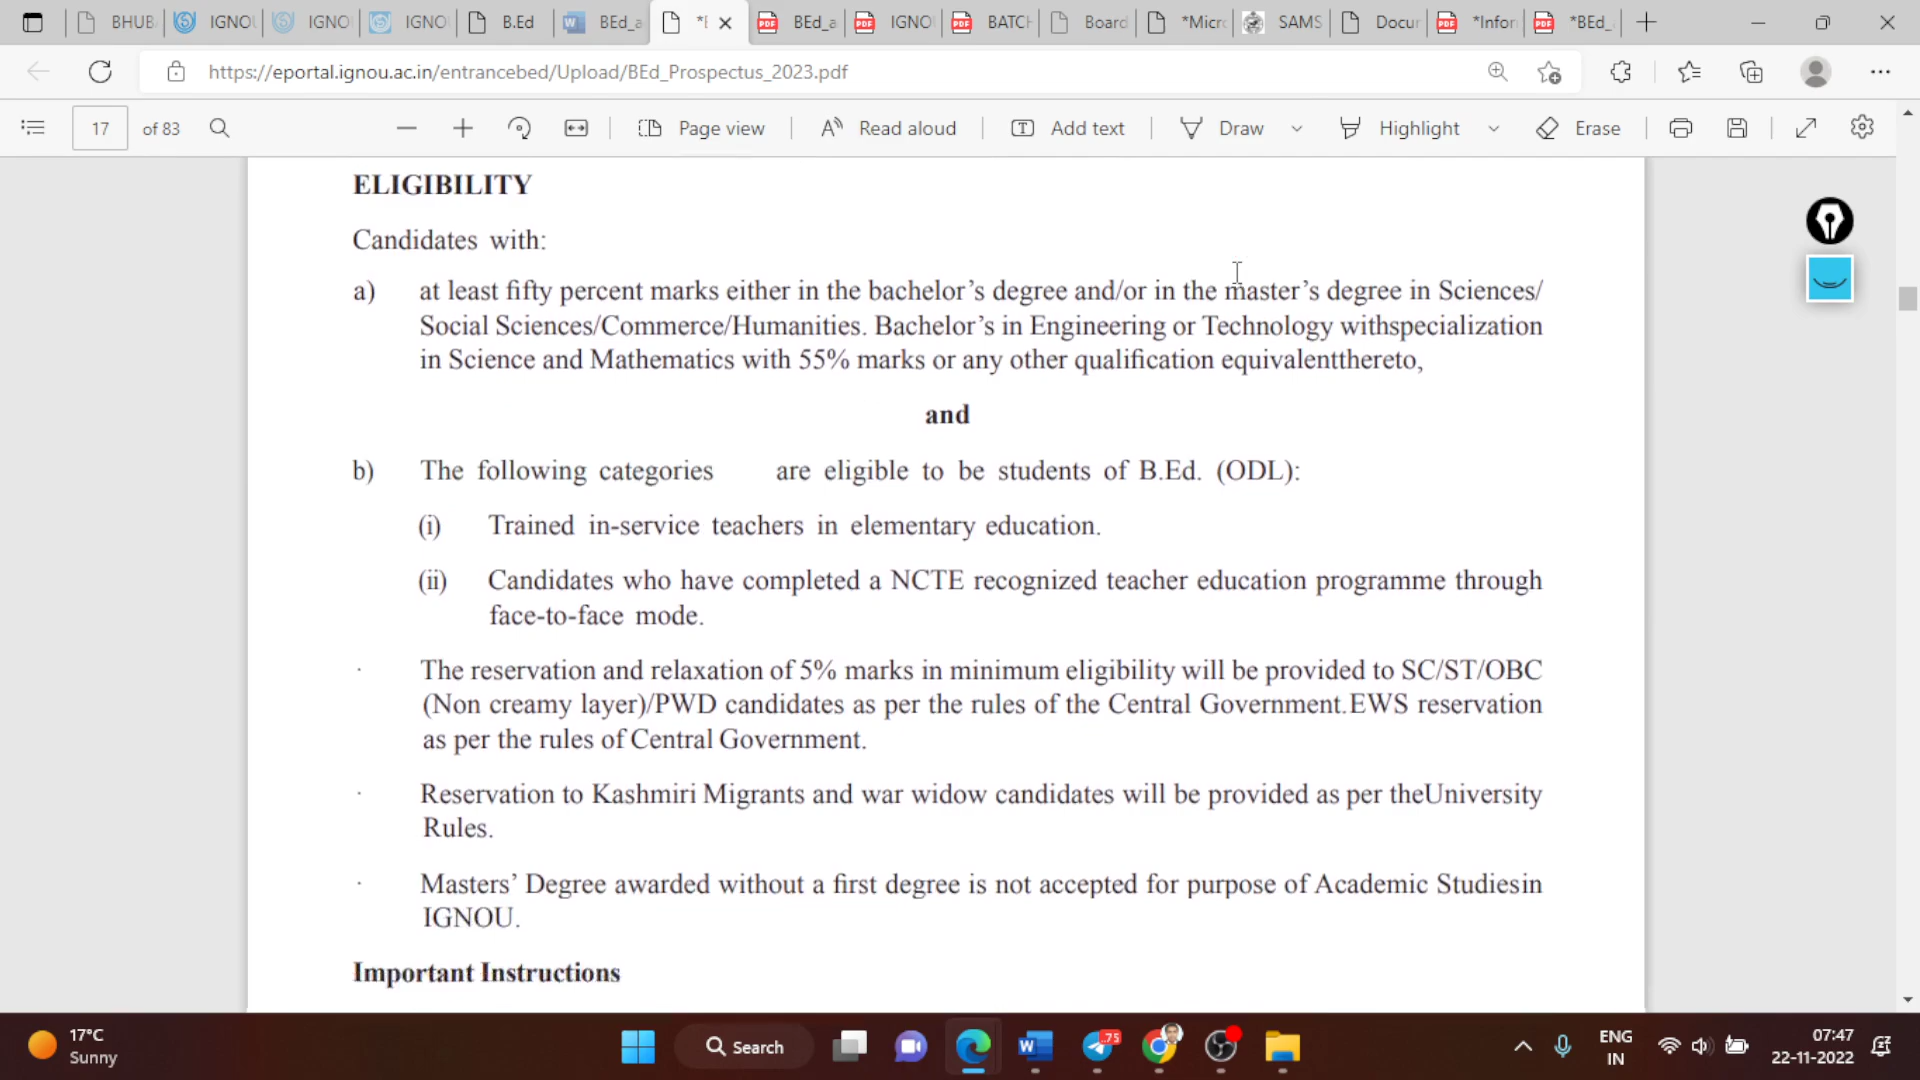 BHUB
IGNOU
IGNO
IGNO
B.Ed
BEd_a
*E
BEd_a
IGNO
BATCH
Board
*Micro
SAMS
Docum
*Infor
*BEd_
https://eportal.ignou.ac.in/entrancebed/Upload/BEd_Prospectus_2023.pdf
17 of 83
Page view
Read aloud
Add text
Draw
Highlight
Erase
ELIGIBILITY
Candidates with:
a) at least fifty percent marks either in the bachelor's degree and/or in the master's degree in Sciences/
Social Sciences/Commerce/Humanities. Bachelor's in Engineering or Technology withspecialization
in Science and Mathematics with 55% marks or any other qualification equivalentthereto,
and
b) The following categories are eligible to be students of B.Ed. (ODL):
(i) Trained in-service teachers in elementary education.
(ii) Candidates who have completed a NCTE recognized teacher education programme through
face-to-face mode.
· The reservation and relaxation of 5% marks in minimum eligibility will be provided to SC/ST/OBC
(Non creamy layer)/PWD candidates as per the rules of the Central Government.EWS reservation
as per the rules of Central Government.
· Reservation to Kashmiri Migrants and war widow candidates will be provided as per theUniversity
Rules.
· Masters' Degree awarded without a first degree is not accepted for purpose of Academic Studiesin
IGNOU.
Important Instructions
17°C
Sunny
Search
75
ENG
IN
07:47
22-11-2022